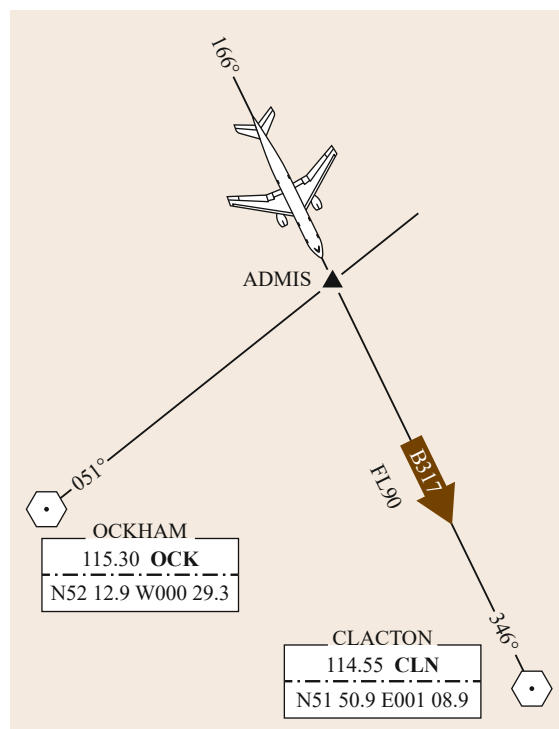 166°
ADMIS
B317
FL90
051°
OCKHAM
115.30 OCK
N52 12.9 W000 29.3
346°
CLACTON
114.55 CLN
N51 50.9 E001 08.9